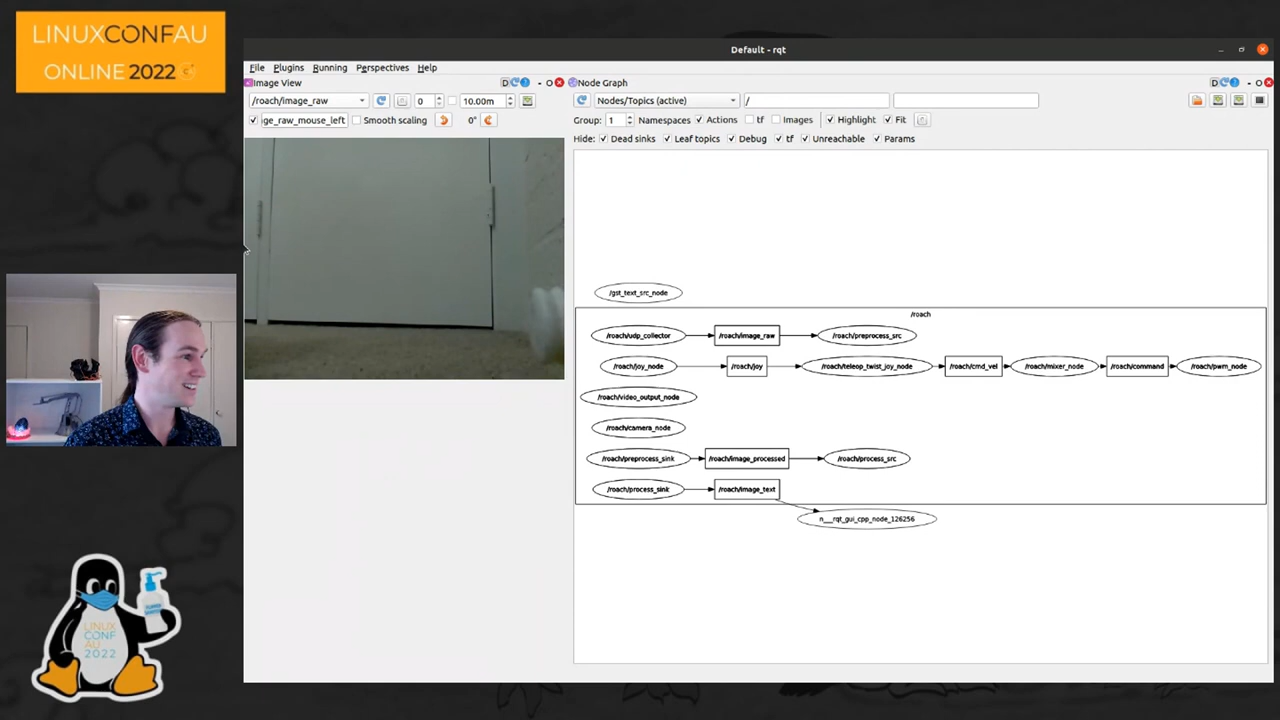 LINUXCONFAU
ONLINE 2022
Default - rqt
File Plugins Running Perspectives Help
Image View
D
O
Node Graph
D
O
/roach/image_raw
0
10.00m
ge_raw_mouse_left
Smooth scaling
0°
Nodes/Topics (active)
/
Group: 1 Namespaces Actions tf Images Highlight Fit
Hide: Dead sinks Leaf topics Debug tf Unreachable Params
/gst_text_src_node
/roach
/roach/udp_collector /roach/image_raw /roach/preprocess_src
/roach/joy_node /roach/joy /roach/teleop_twist_joy_node /roach/cmd_vel /roach/mixer_node /roach/command /roach/pwm_node
/roach/video_output_node
/roach/camera_node
/roach/preprocess_sink /roach/image_processed /roach/process_src
/roach/process_sink /roach/image_text
n__rqt_gui_cpp_node_126256
LINUX
CONF
AU
2022